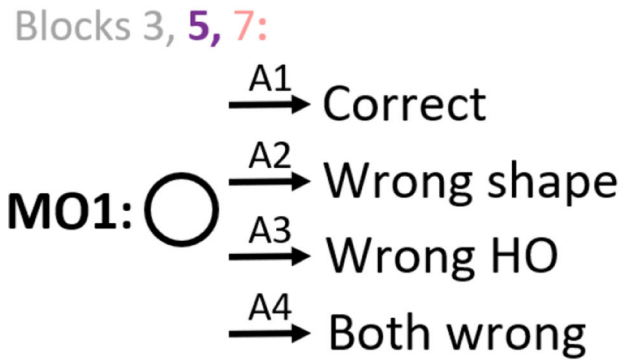 Blocks 3, 5, 7:
A1
Correct
A2
Wrong shape
MO1:
A3
Wrong HO
A4
Both wrong